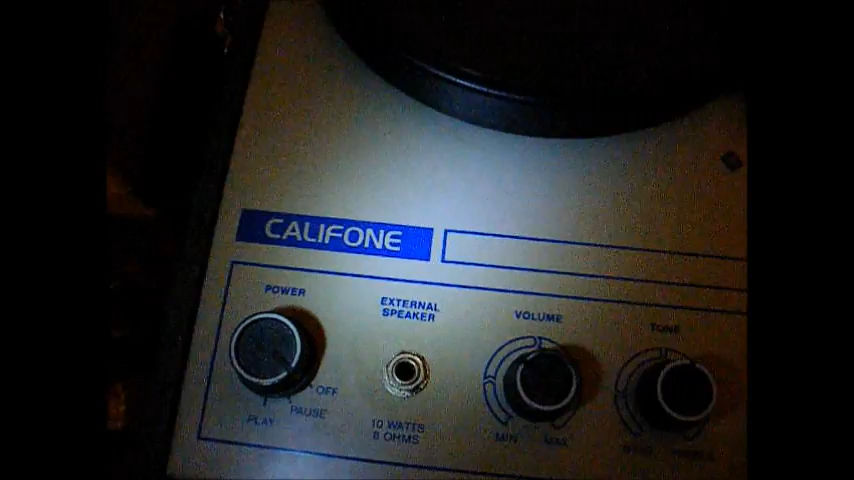 CALIFONE
POWER
EXTERNAL
SPEAKER
VOLUME
TONE
OFF
PAUSE
PLAY
10 WATTS
8 OHMS
MIN
MAX